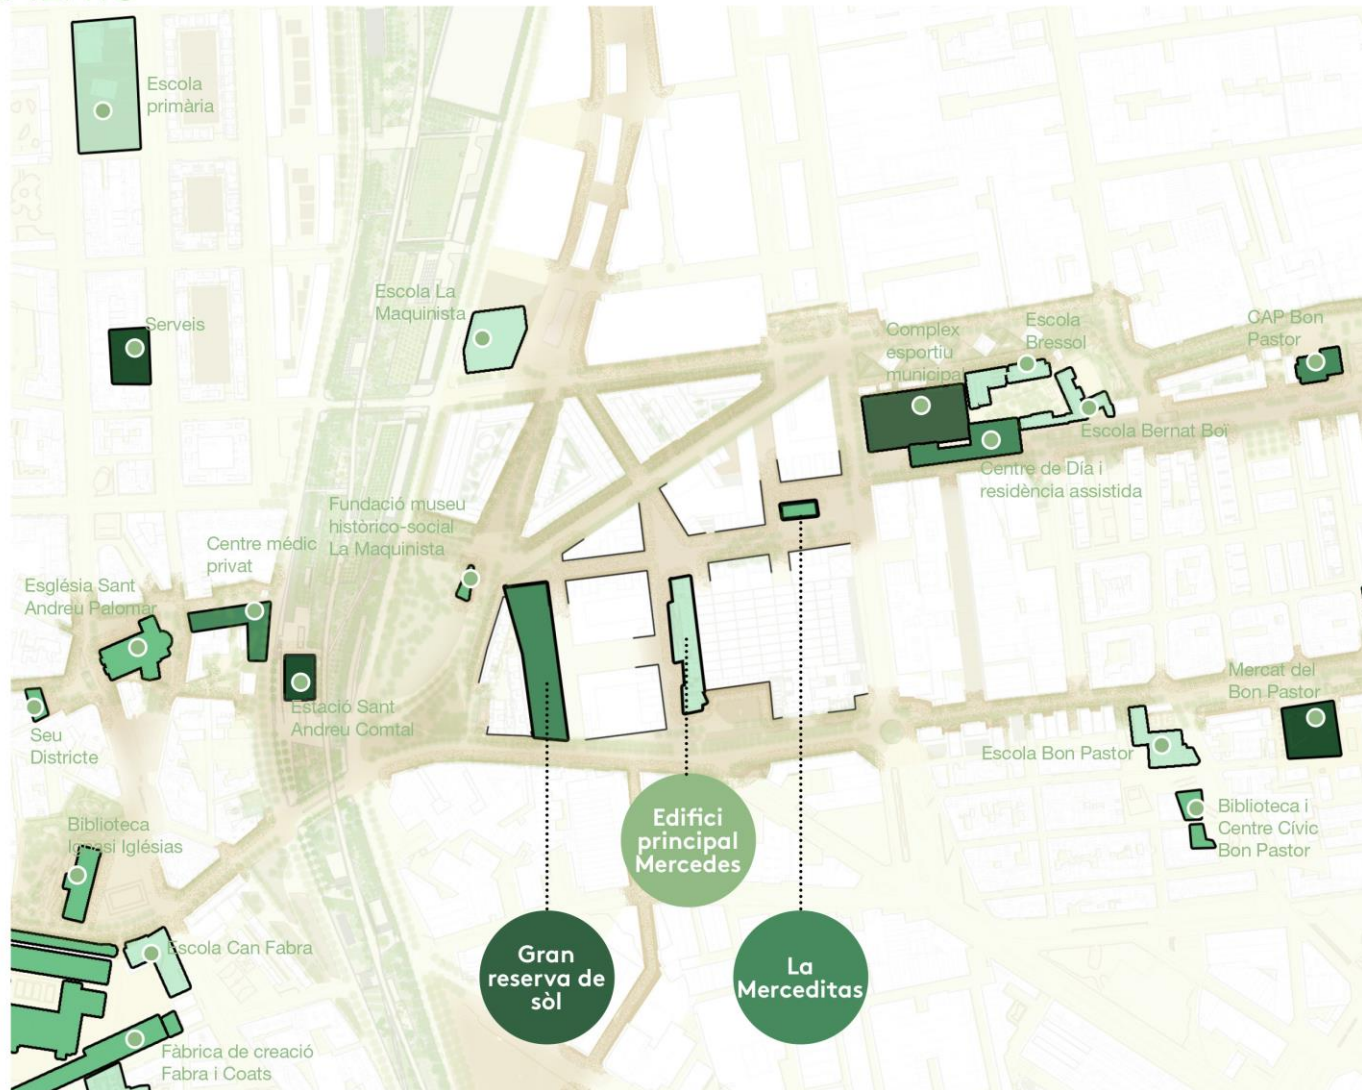 Escola
primària
Serveis
Escola La
Maquinista
Complex
esportiu
municipal
Escola
Bressol
CAP Bon
Pastor
Escola Bernat Boï
Centre de Día i
residència assistida
Fundació museu
històrico-social
La Maquinista
Centre médic
privat
Església Sant
Andreu Palomar
Estació Sant
Andreu Comtal
Seu
Districte
Mercat del
Bon Pastor
Escola Bon Pastor
Biblioteca i
Centre Cívic
Bon Pastor
Biblioteca
Ignasi Iglésias
Edifici
principal
Mercedes
Gran
reserva de
sòl
La
Merceditas
Escola Can Fabra
Fàbrica de creació
Fabra i Coats